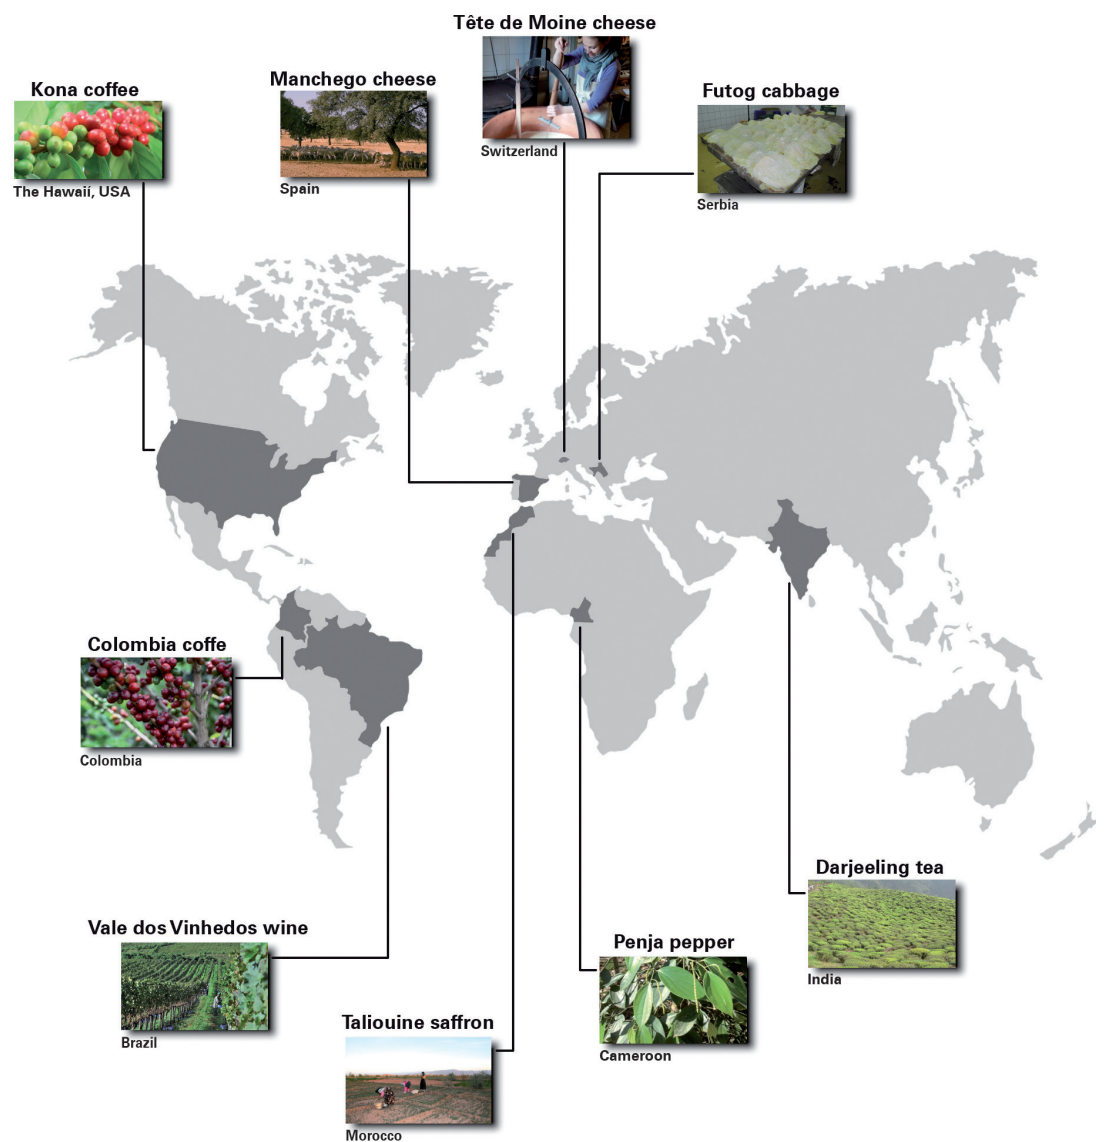 Tête de Moine cheese
Switzerland
Kona coffee
The Hawaií, USA
Manchego cheese
Spain
Futog cabbage
Serbia
Colombia coffe
Colombia
Darjeeling tea
India
Vale dos Vinhedos wine
Brazil
Penja pepper
Cameroon
Taliouine saffron
Morocco